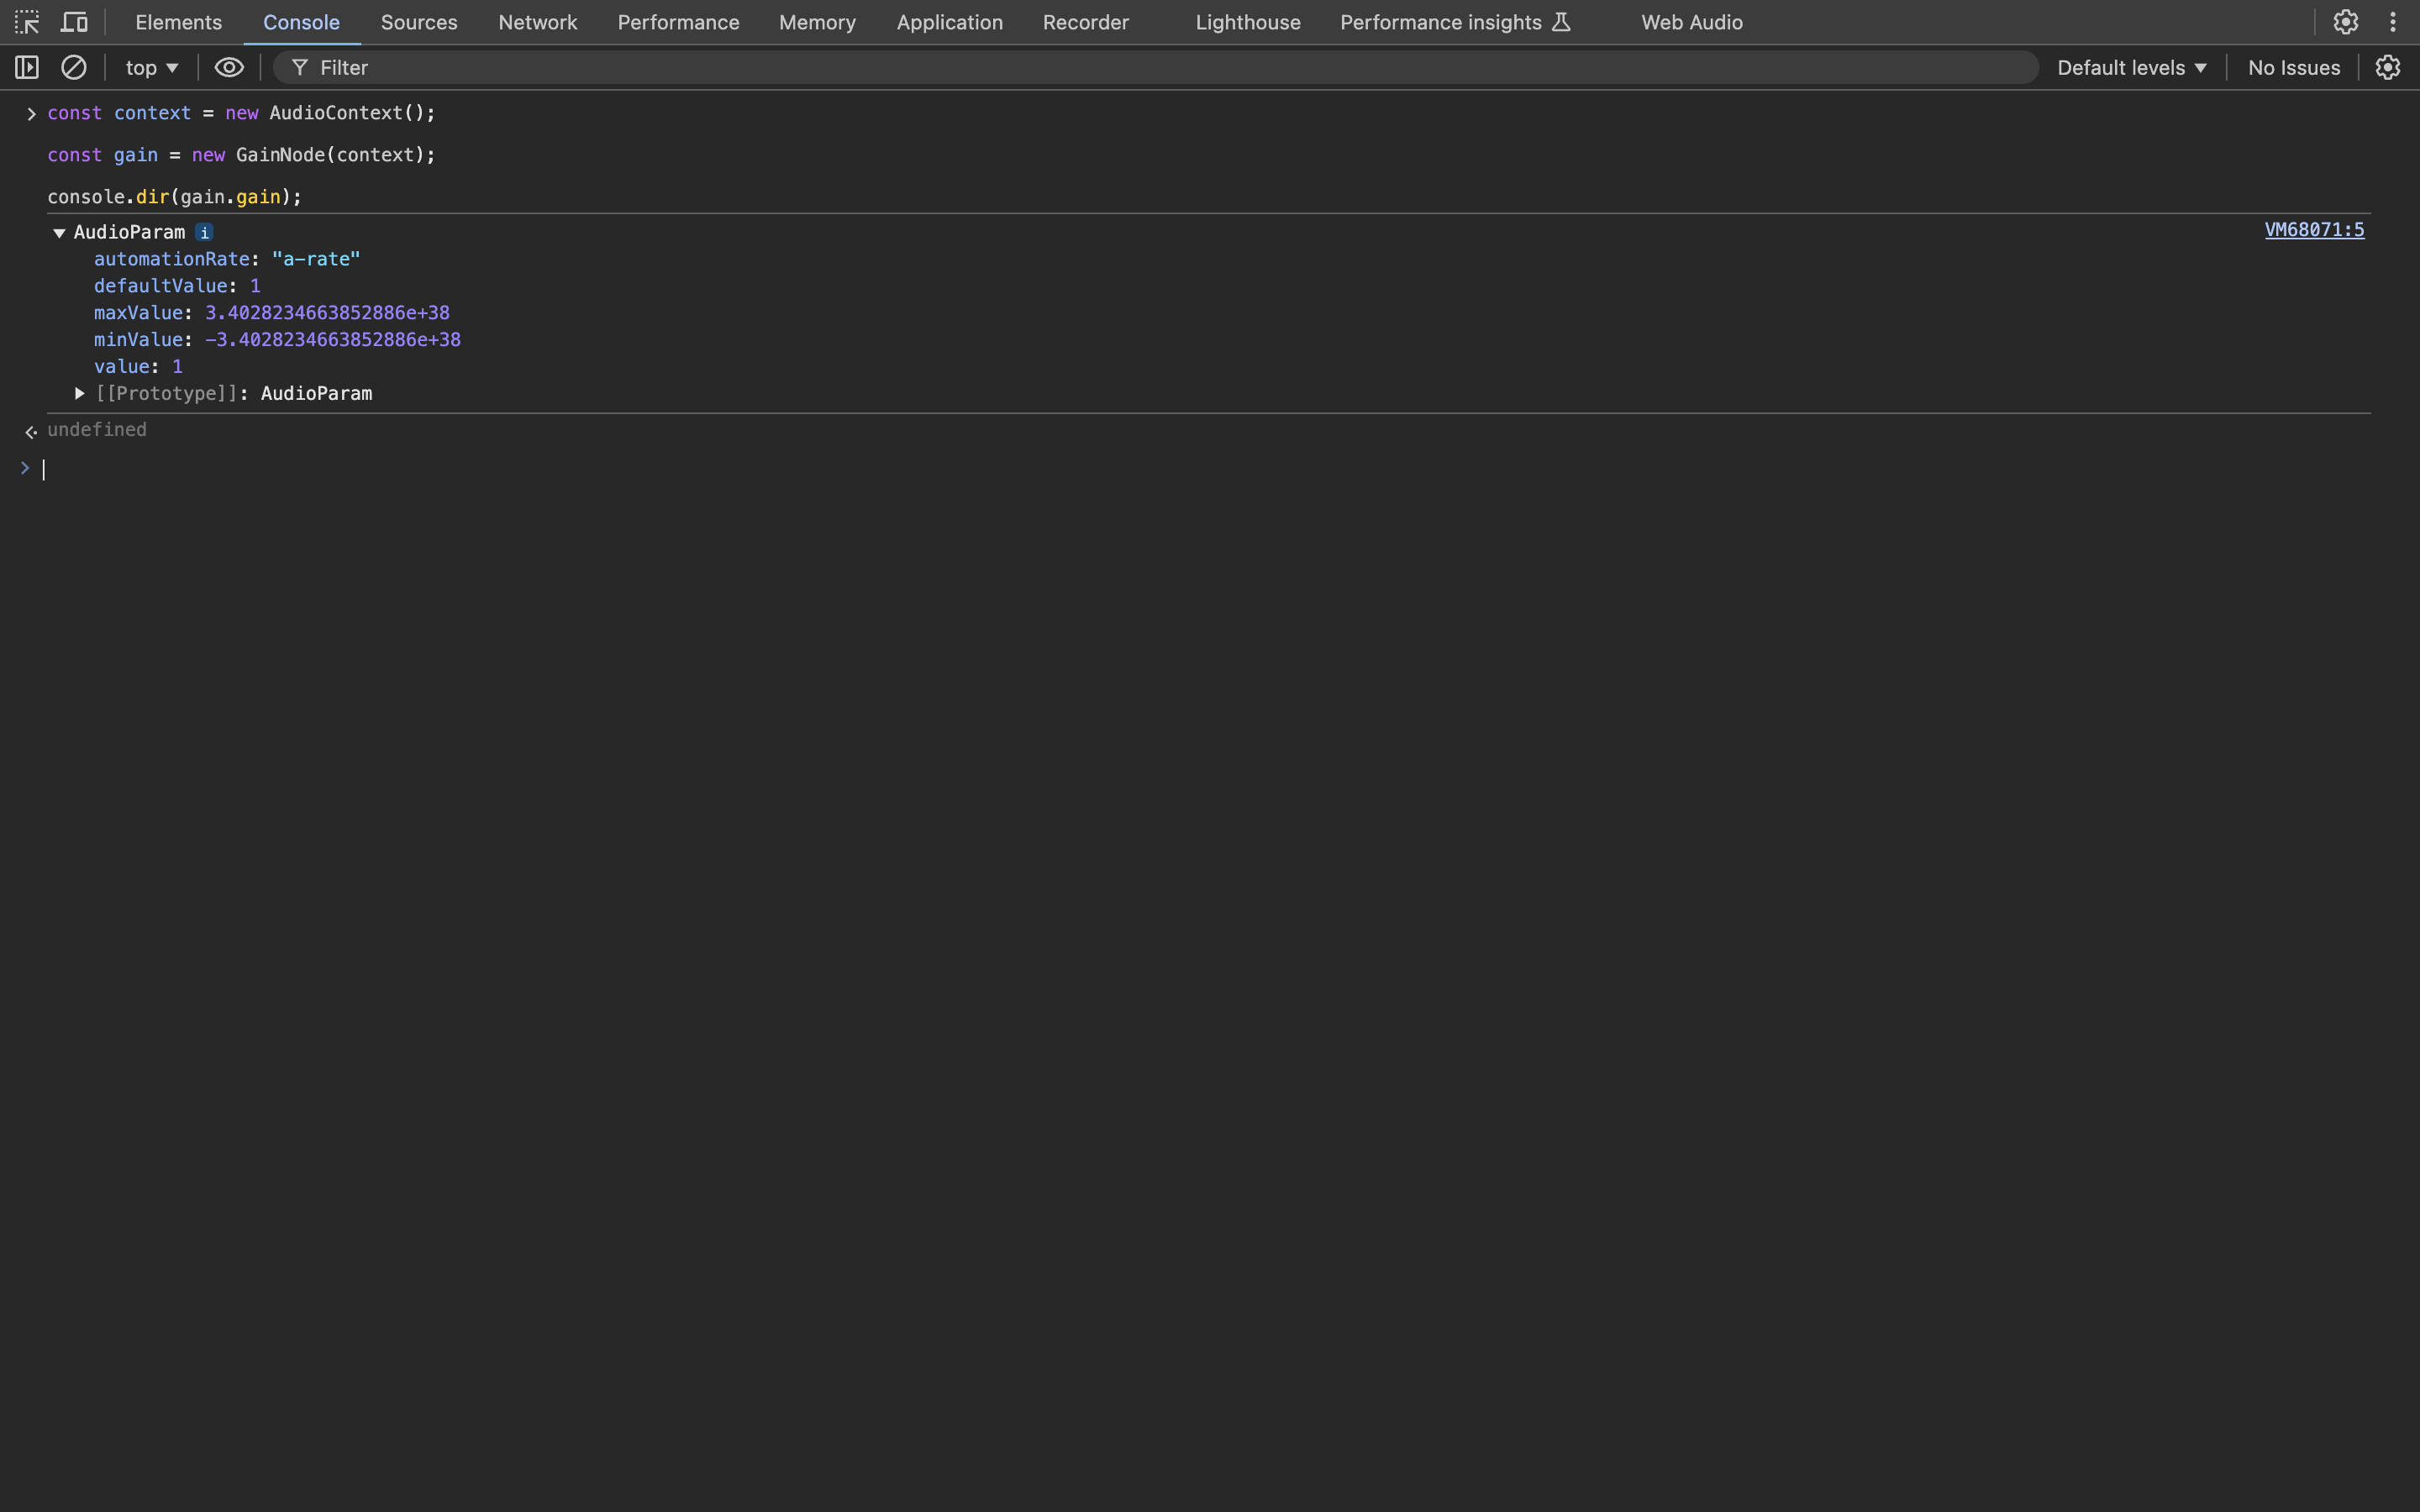 Elements Console Sources Network Performance Memory Application Recorder Lighthouse Performance insights Web Audio
top Filter Default levels No Issues
const context = new AudioContext();
const gain = new GainNode(context);
console.dir(gain.gain);
AudioParam i VM68071:5
automationRate: "a-rate"
defaultValue: 1
maxValue: 3.4028234663852886e+38
minValue: -3.4028234663852886e+38
value: 1
[[Prototype]]: AudioParam
undefined